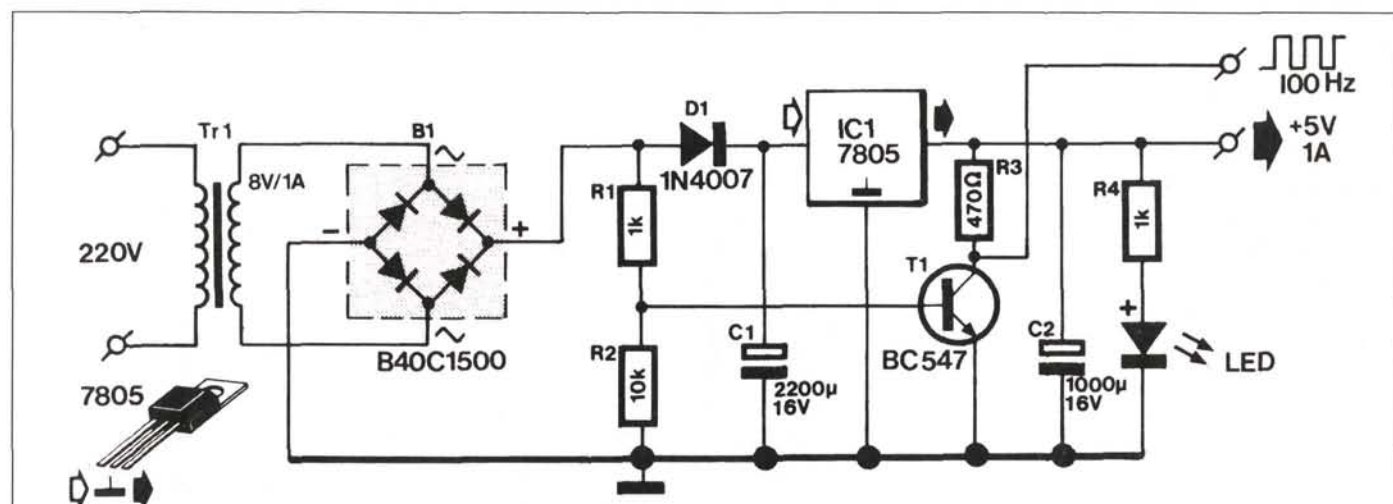 Tr1
220V
8V/1A
B1
~
-
+
~
B40C1500
R1
1k
R2
10k
D1
1N4007
C1
2200µ
16V
IC1
7805
R3
470Ω
T1
BC547
C2
1000µ
16V
R4
1k
+
LED
100 Hz
+5V
1A
7805